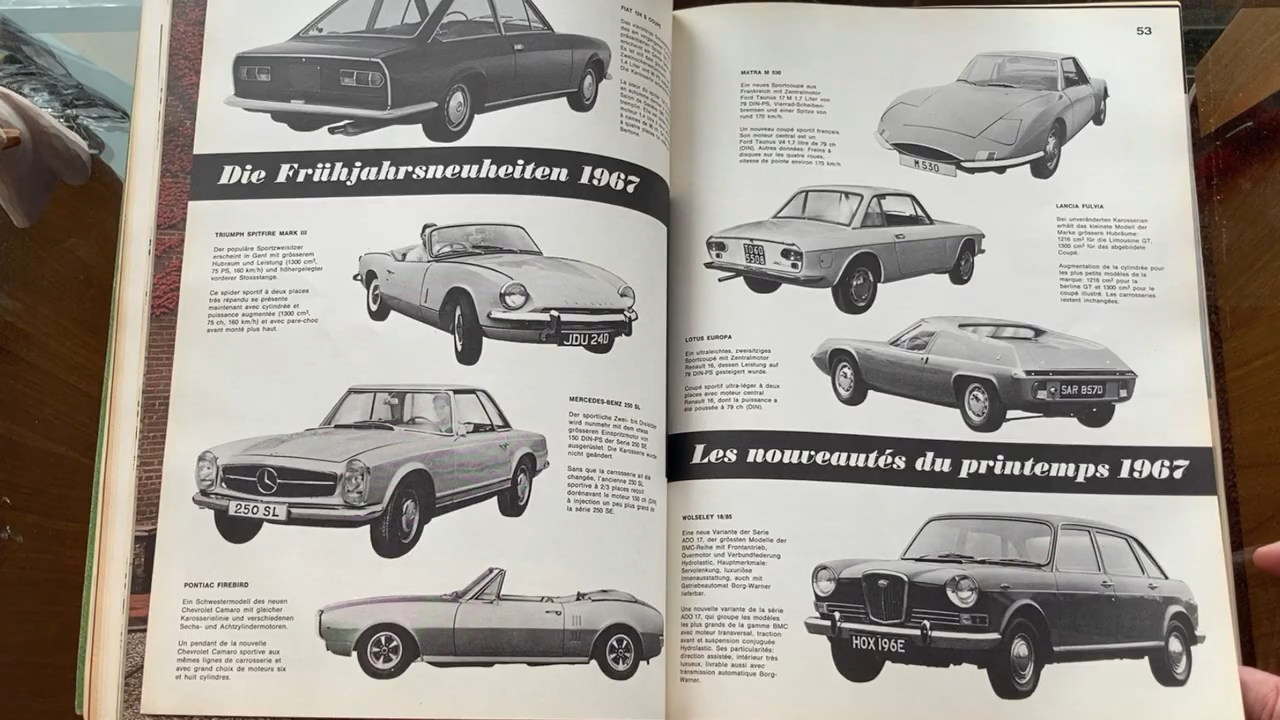 FIAT 124 S COUPE
Die Frühjahrsneuheiten 1967
TRIUMPH SPITFIRE MARK III
Der populäre Sportzweisitzer
erscheint in Genf mit grösserem
Hubraum und Leistung (1300 cm³,
75 PS, 160 km/h) und höhergelegter
vorderer Stossstange.
Ce spider sportif à deux places
très répandu se présente
maintenant avec cylindrée et
puissance augmentée (1300 cm³,
75 ch, 160 km/h) et avec pare-choc
avant monté plus haut.
JDU 24D
MERCEDES-BENZ 250 SL
Der sportliche Zwei- bis Dreisitzer
wird nunmehr mit dem etwas
grösseren Einspritzmotor von
150 DIN-PS der Serie 250 SE
ausgerüstet. Die Karosserie wurde
nicht geändert.
Sans que la carrosserie ait été
changée, l'ancienne 230 SL
sportive à 2/3 places reçoit
dorénavant le moteur 150 ch (DIN)
à injection un peu plus grand de
la série 250 SE.
250 SL
PONTIAC FIREBIRD
Ein Schwestermodell des neuen
Chevrolet Camaro mit gleicher
Karosserielinie und verschiedenen
Sechs- und Achtzylindermotoren.
Un pendant de la nouvelle
Chevrolet Camaro sportive aux
mêmes lignes de carrosserie et
avec grand choix de moteurs six
et huit cylindres.
53
MATRA M 530
Ein neues Sportcoupé aus
Frankreich mit Zentralmotor
Ford Taunus 17 M 1,7 Liter von
79 DIN-PS, Vierrad-Scheiben-
bremsen und einer Spitze von
rund 170 km/h.
Un nouveau coupé sportif français.
Son moteur central est un
Ford Taunus V4 1,7 litre de 79 ch
(DIN). Autres données: Freins à
disques sur les quatre roues,
vitesse de pointe environ 170 km/h
M 530
LANCIA FULVIA
Bei unveränderten Karosserien
erhält das kleinste Modell der
Marke grössere Hubräume:
1216 cm³ für die Limousine GT,
1300 cm³ für das abgebildete
Coupé.
Augmentation de la cylindrée pour
les plus petits modèles de la
marque: 1216 cm³ pour la
berline GT et 1300 cm³ pour le
coupé illustré. Les carrosseries
restent inchangées.
LOTUS EUROPA
Ein ultraleichtes, zweisitziges
Sportcoupé mit Zentralmotor
Renault 16, dessen Leistung auf
79 DIN-PS gesteigert wurde.
Coupé sportif ultra-léger à deux
places avec moteur central
Renault 16, dont la puissance a
été poussée à 79 ch (DIN).
SAR 857D
Les nouveautés du printemps 1967
WOLSELEY 18/85
Eine neue Variante der Serie
ADO 17, der grössten Modelle der
BMC-Reihe mit Frontantrieb,
Quermotor und Verbundfederung
Hydrolastic, Hauptmerkmale:
Servolenkung, luxuriöse
Innenausstattung, auch mit
Getriebeautomat Borg-Warner
lieferbar.
Une nouvelle variante de la série
ADO 17, qui groupe les modèles
les plus grands de la gamme BMC
avec moteur transversal, traction
avant et suspension conjuguée
Hydrolastic. Ses particularités:
direction assistée, intérieur très
luxueux, livrable aussi avec
transmission automatique Borg-
Warner.
HOX 196E